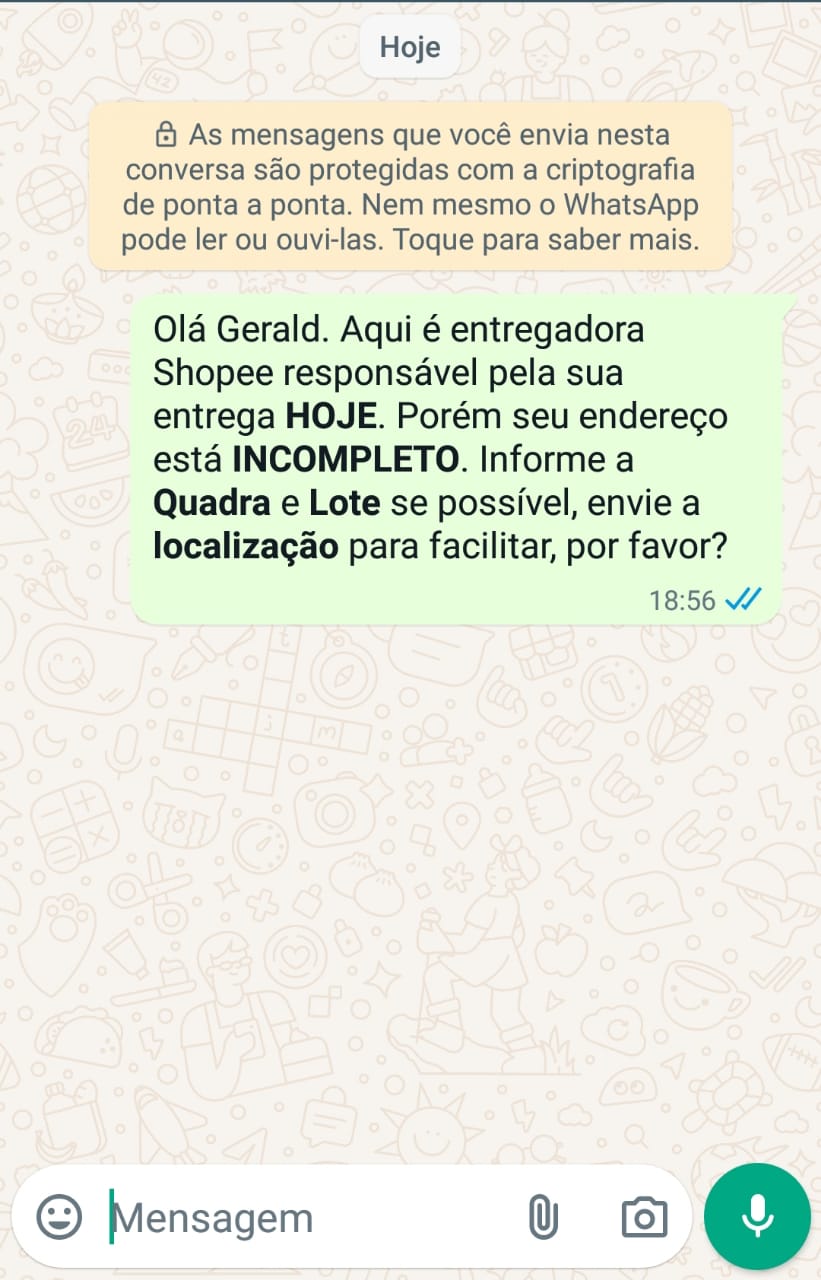 Hoje
As mensagens que você envia nesta
conversa são protegidas com a criptografia
de ponta a ponta. Nem mesmo o WhatsApp
pode ler ou ouvi-las. Toque para saber mais.
Olá Gerald. Aqui é entregadora
Shopee responsável pela sua
entrega HOJE. Porém seu endereço
está INCOMPLETO. Informe a
Quadra e Lote se possível, envie a
localização para facilitar, por favor?
18:56
Mensagem